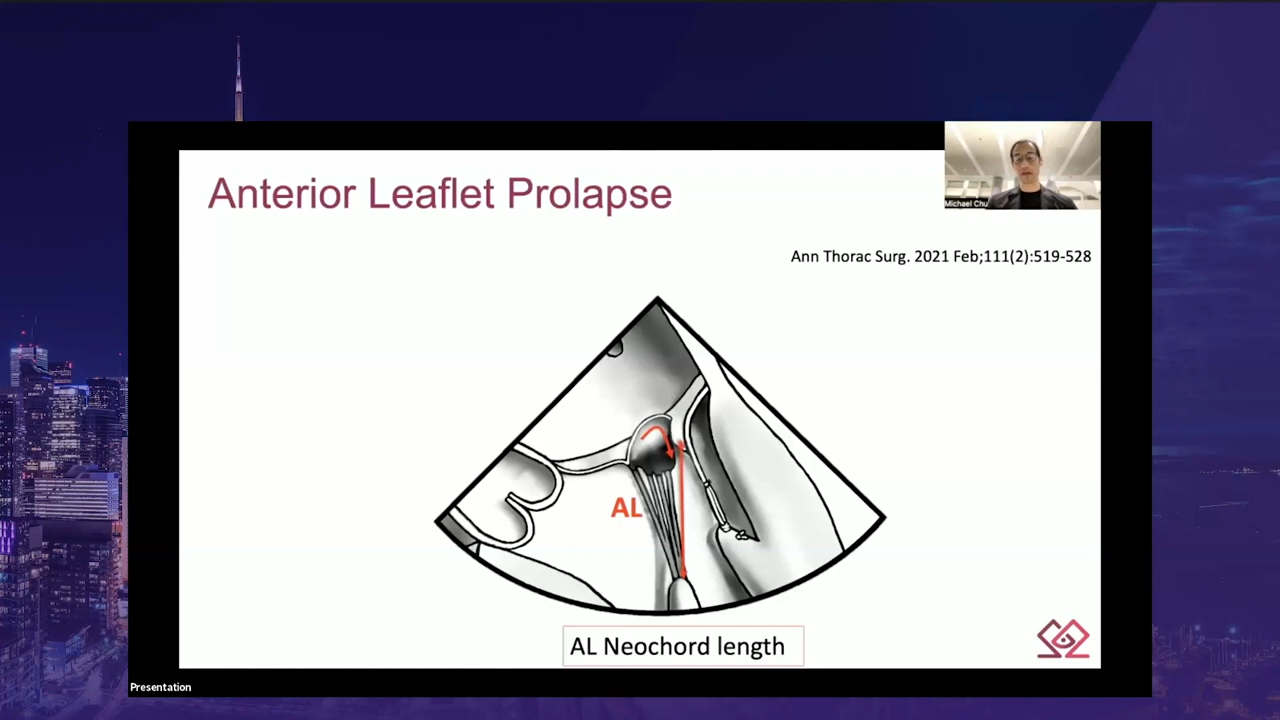 Anterior Leaflet Prolapse
Michael Chu
Ann Thorac Surg. 2021 Feb;111(2):519-528
AL
AL Neochord length
Presentation